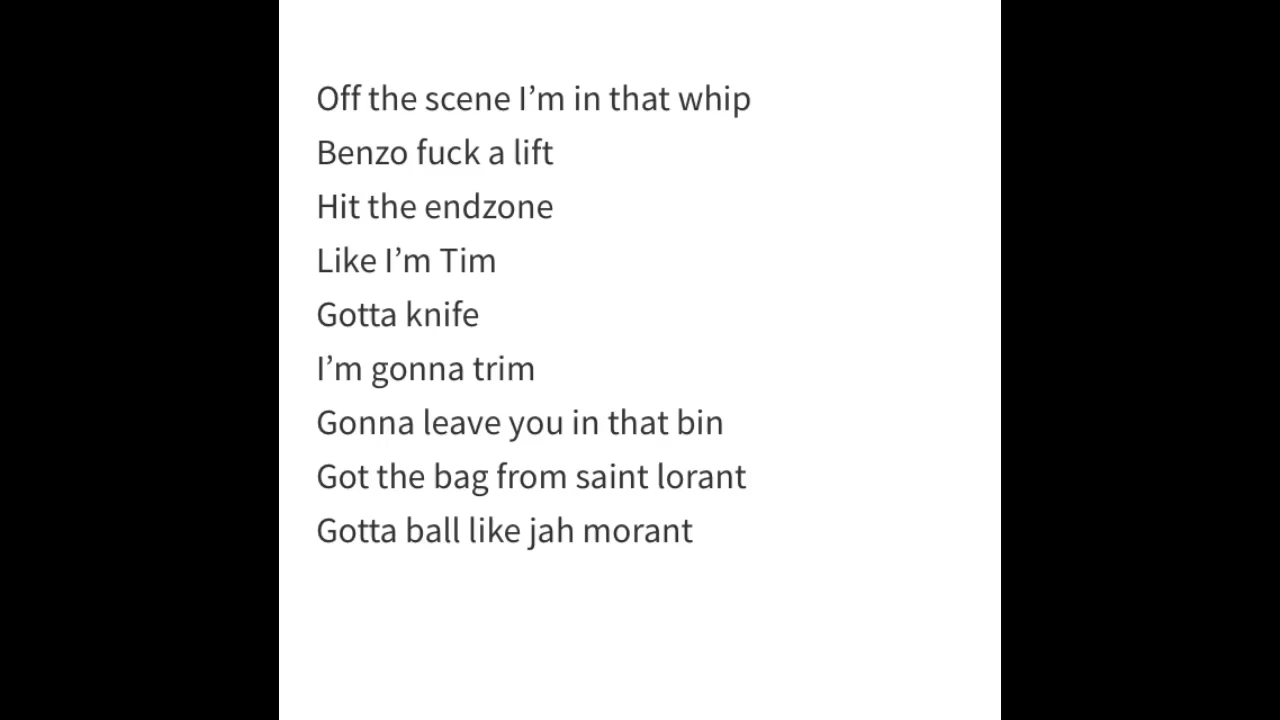 Off the scene I’m in that whip
Benzo fuck a lift
Hit the endzone
Like I’m Tim
Gotta knife
I’m gonna trim
Gonna leave you in that bin
Got the bag from saint lorant
Gotta ball like jah morant